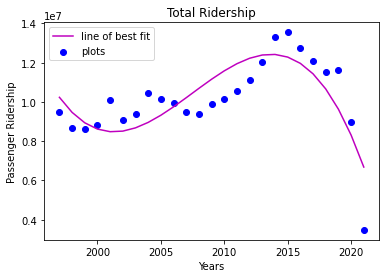 Total Ridership
1e7
line of best fit
plots
1.4
1.2
1.0
0.8
0.6
0.4
Passenger Ridership
2000 2005 2010 2015 2020
Years